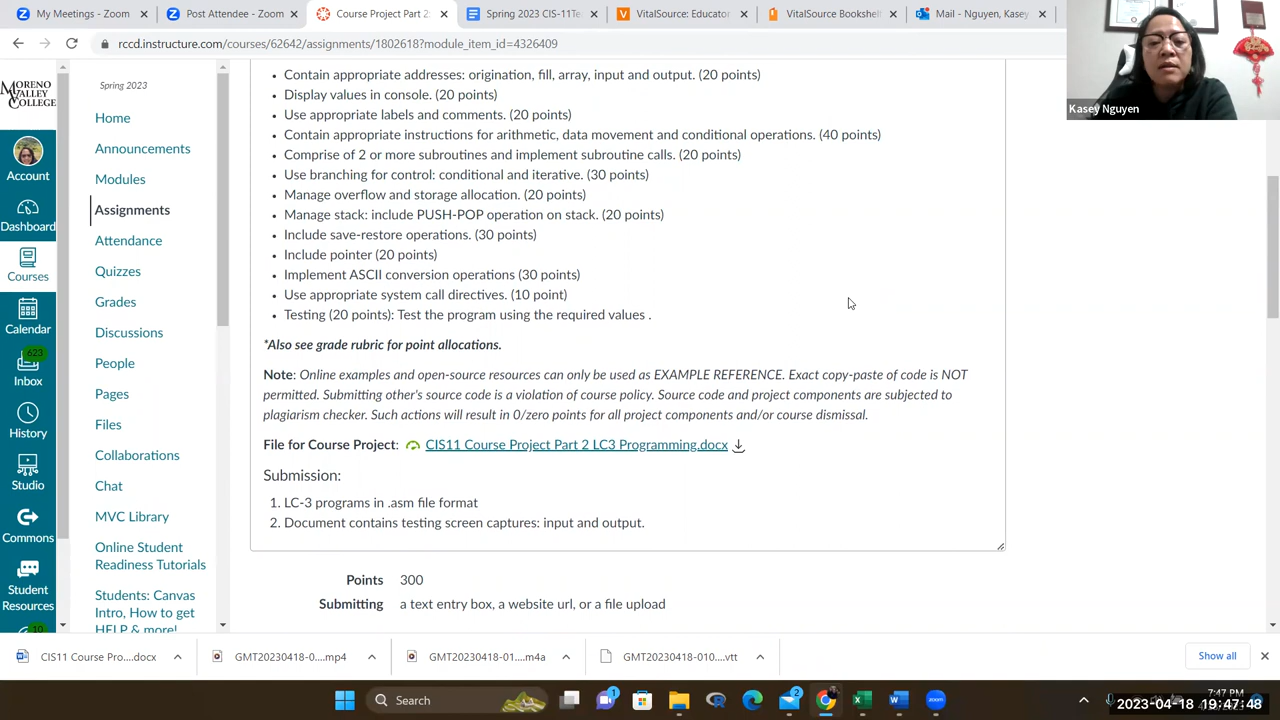 My Meetings - Zoom
Post Attendee - Zoom
Course Project Part 2:
Spring 2023 CIS-11Te
VitalSource: Educator
VitalSource Bookshel
Mail - Nguyen, Kasey
rccd.instructure.com/courses/62642/assignments/1802618?module_item_id=4326409
Kasey Nguyen
MORENO
VALLEY
COLLEGE
Account
Dashboard
Courses
Calendar
623
Inbox
History
Studio
Commons
Student
Resources
10
Spring 2023
Home
Announcements
Modules
Assignments
Attendance
Quizzes
Grades
Discussions
People
Pages
Files
Collaborations
Chat
MVC Library
Online Student
Readiness Tutorials
Students: Canvas
Intro, How to get
HELP & more!
• Contain appropriate addresses: origination, fill, array, input and output. (20 points)
• Display values in console. (20 points)
• Use appropriate labels and comments. (20 points)
• Contain appropriate instructions for arithmetic, data movement and conditional operations. (40 points)
• Comprise of 2 or more subroutines and implement subroutine calls. (20 points)
• Use branching for control: conditional and iterative. (30 points)
• Manage overflow and storage allocation. (20 points)
• Manage stack: include PUSH-POP operation on stack. (20 points)
• Include save-restore operations. (30 points)
• Include pointer (20 points)
• Implement ASCII conversion operations (30 points)
• Use appropriate system call directives. (10 point)
• Testing (20 points): Test the program using the required values .
*Also see grade rubric for point allocations.
Note: Online examples and open-source resources can only be used as EXAMPLE REFERENCE. Exact copy-paste of code is NOT
permitted. Submitting other's source code is a violation of course policy. Source code and project components are subjected to
plagiarism checker. Such actions will result in 0/zero points for all project components and/or course dismissal.
File for Course Project: CIS11 Course Project Part 2 LC3 Programming.docx
Submission:
1. LC-3 programs in .asm file format
2. Document contains testing screen captures: input and output.
Points 300
Submitting a text entry box, a website url, or a file upload
CIS11 Course Pro....docx
GMT20230418-0....mp4
GMT20230418-01....m4a
GMT20230418-010....vtt
Show all
Search
1
2
7:47 PM
2023-04-18 19:47:48